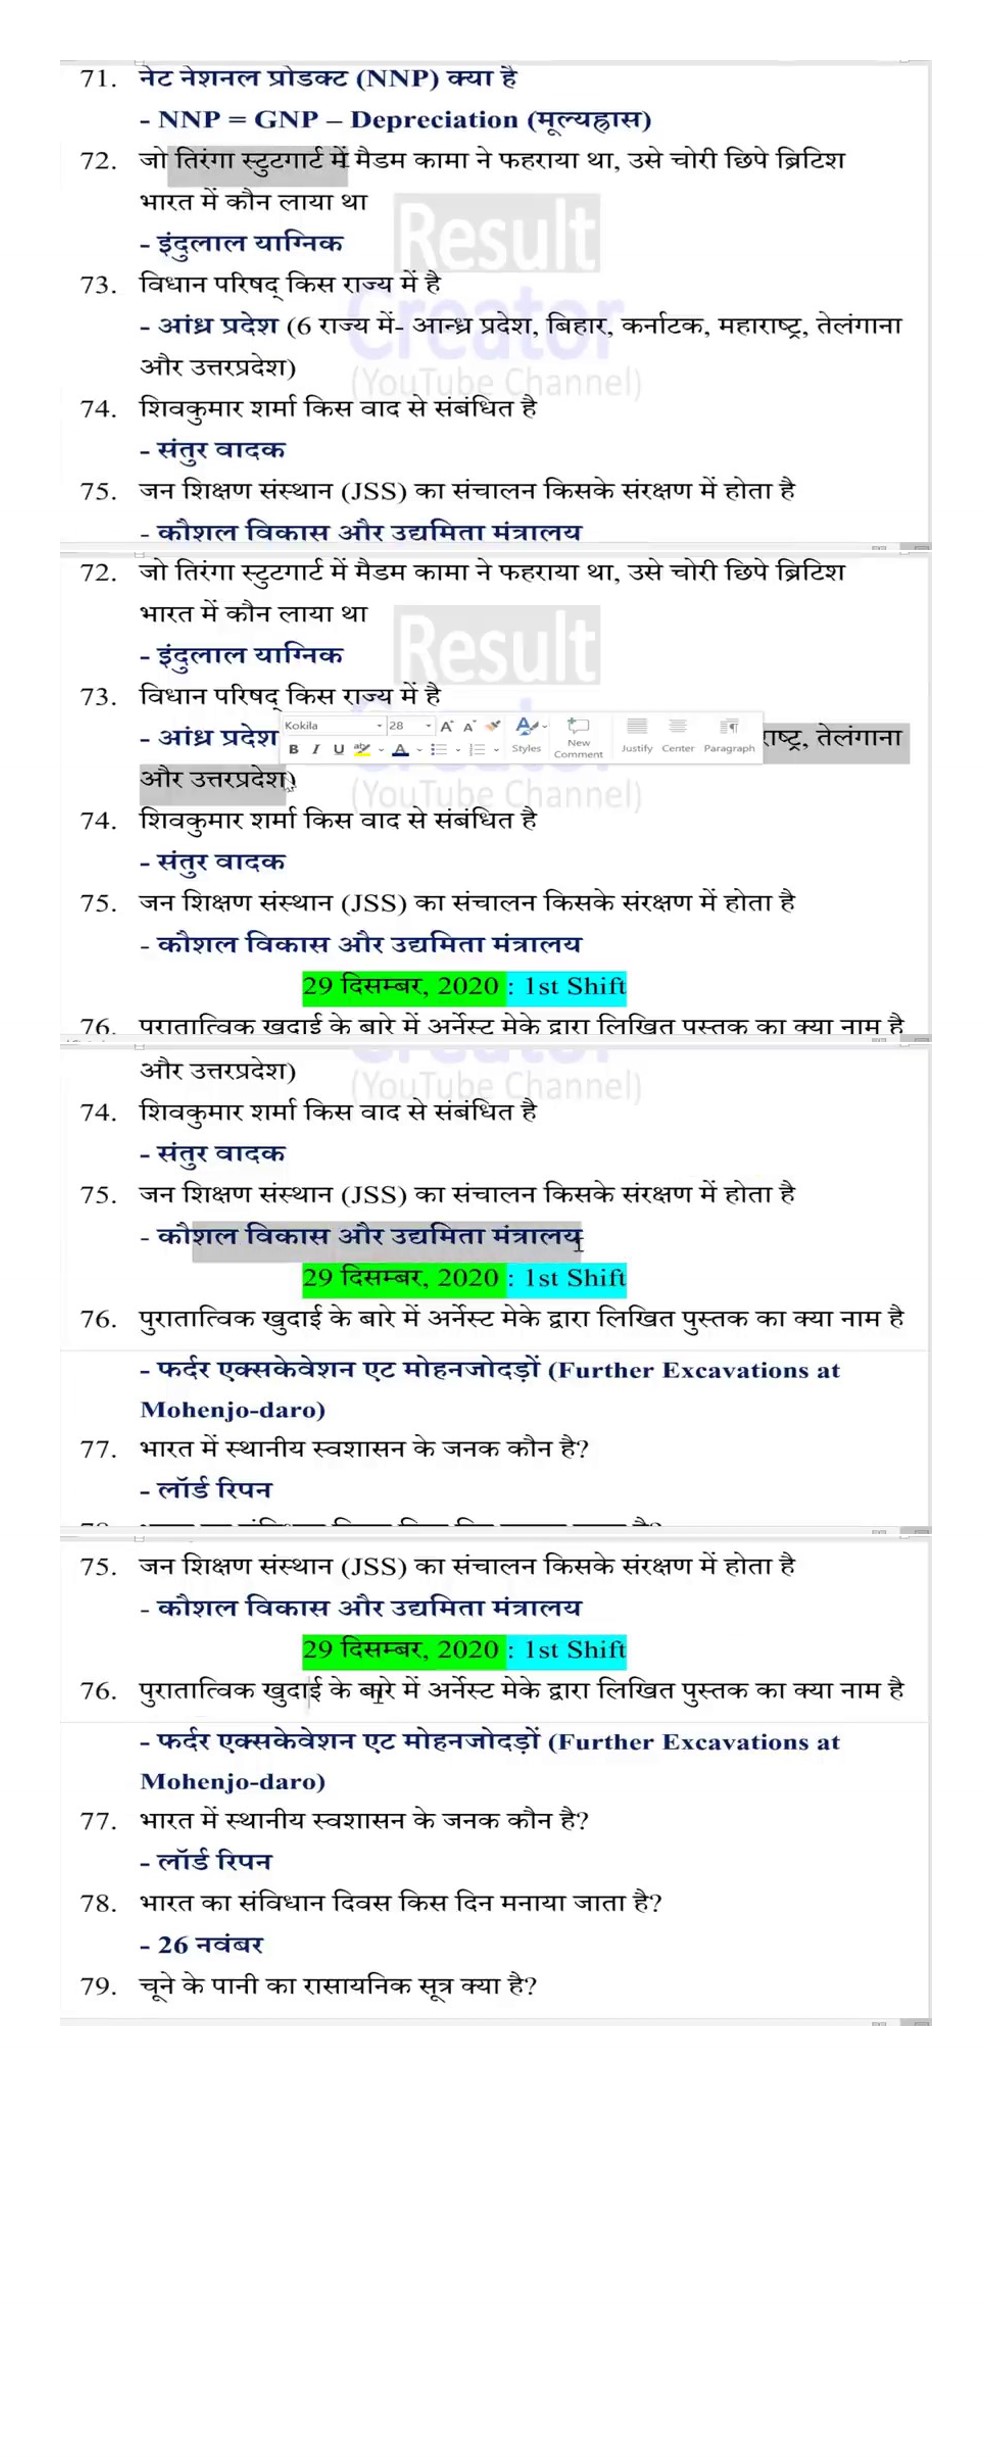 71. नेट नेशनल प्रोडक्ट (NNP) क्या है
- NNP = GNP – Depreciation (मूल्यह्रास)
72. जो तिरंगा स्टुटगार्ट में मैडम कामा ने फहराया था, उसे चोरी छिपे ब्रिटिश
भारत में कौन लाया था
- इंदुलाल याग्निक
Result
73. विधान परिषद् किस राज्य में है
Creator
- आंध्र प्रदेश (6 राज्य में- आन्ध्र प्रदेश, बिहार, कर्नाटक, महाराष्ट्र, तेलंगाना
और उत्तरप्रदेश)
(YouTube Channel)
74. शिवकुमार शर्मा किस वाद से संबंधित है
- संतुर वादक
75. जन शिक्षण संस्थान (JSS) का संचालन किसके संरक्षण में होता है
- कौशल विकास और उद्यमिता मंत्रालय
72. जो तिरंगा स्टुटगार्ट में मैडम कामा ने फहराया था, उसे चोरी छिपे ब्रिटिश
भारत में कौन लाया था
- इंदुलाल याग्निक
Result
73. विधान परिषद् किस राज्य में है
Kokila 28
- आंध्र प्रदेश
B I U Styles New Comment Justify Center Paragraph
राष्ट्र, तेलंगाना
और उत्तरप्रदेश)
(YouTube Channel)
74. शिवकुमार शर्मा किस वाद से संबंधित है
- संतुर वादक
75. जन शिक्षण संस्थान (JSS) का संचालन किसके संरक्षण में होता है
- कौशल विकास और उद्यमिता मंत्रालय
29 दिसम्बर, 2020 : 1st Shift
76. पुरातात्विक खुदाई के बारे में अर्नेस्ट मेके द्वारा लिखित पुस्तक का क्या नाम है
और उत्तरप्रदेश)
(YouTube Channel)
74. शिवकुमार शर्मा किस वाद से संबंधित है
- संतुर वादक
75. जन शिक्षण संस्थान (JSS) का संचालन किसके संरक्षण में होता है
- कौशल विकास और उद्यमिता मंत्रालय
29 दिसम्बर, 2020 : 1st Shift
76. पुरातात्विक खुदाई के बारे में अर्नेस्ट मेके द्वारा लिखित पुस्तक का क्या नाम है
- फर्दर एक्सकेवेशन एट मोहनजोदड़ों (Further Excavations at
Mohenjo-daro)
77. भारत में स्थानीय स्वशासन के जनक कौन है?
- लॉर्ड रिपन
75. जन शिक्षण संस्थान (JSS) का संचालन किसके संरक्षण में होता है
- कौशल विकास और उद्यमिता मंत्रालय
29 दिसम्बर, 2020 : 1st Shift
76. पुरातात्विक खुदाई के बारे में अर्नेस्ट मेके द्वारा लिखित पुस्तक का क्या नाम है
- फर्दर एक्सकेवेशन एट मोहनजोदड़ों (Further Excavations at
Mohenjo-daro)
77. भारत में स्थानीय स्वशासन के जनक कौन है?
- लॉर्ड रिपन
78. भारत का संविधान दिवस किस दिन मनाया जाता है?
- 26 नवंबर
79. चूने के पानी का रासायनिक सूत्र क्या है?